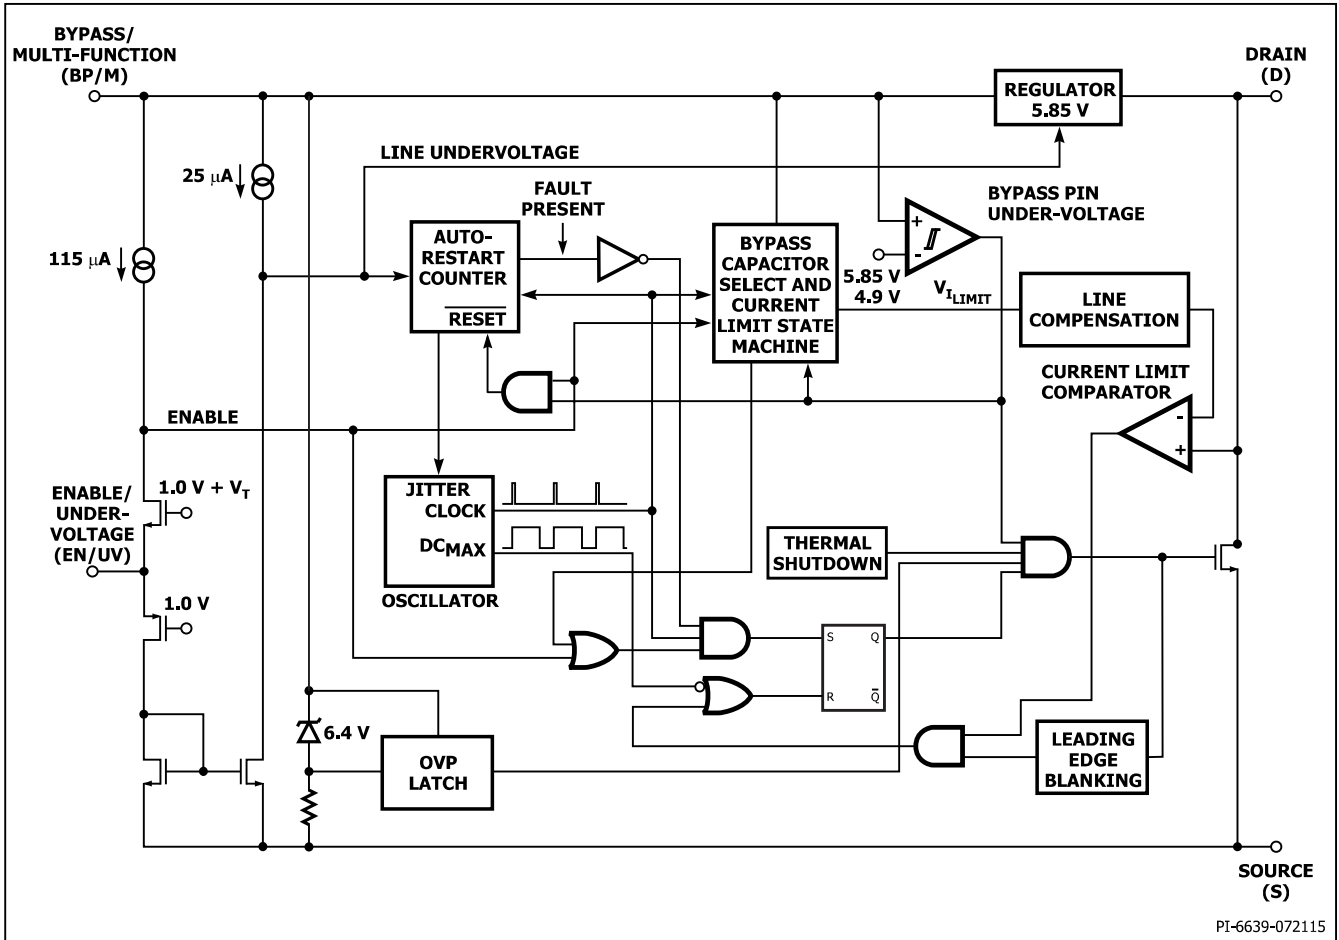 BYPASS/
MULTI-FUNCTION
(BP/M)
DRAIN
(D)
REGULATOR
5.85 V
LINE UNDERVOLTAGE
25 μA
FAULT
PRESENT
BYPASS PIN
UNDER-VOLTAGE
115 μA
AUTO-
RESTART
COUNTER
RESET
BYPASS
CAPACITOR
SELECT AND
CURRENT
LIMIT STATE
MACHINE
+
-
5.85 V
4.9 V
VILIMIT
LINE
COMPENSATION
CURRENT LIMIT
COMPARATOR
-
+
ENABLE
ENABLE/
UNDER-
VOLTAGE
(EN/UV)
1.0 V + VT
JITTER
CLOCK
DCMAX
OSCILLATOR
THERMAL
SHUTDOWN
1.0 V
S Q
R Q̅
6.4 V
OVP
LATCH
LEADING
EDGE
BLANKING
SOURCE
(S)
PI-6639-072115